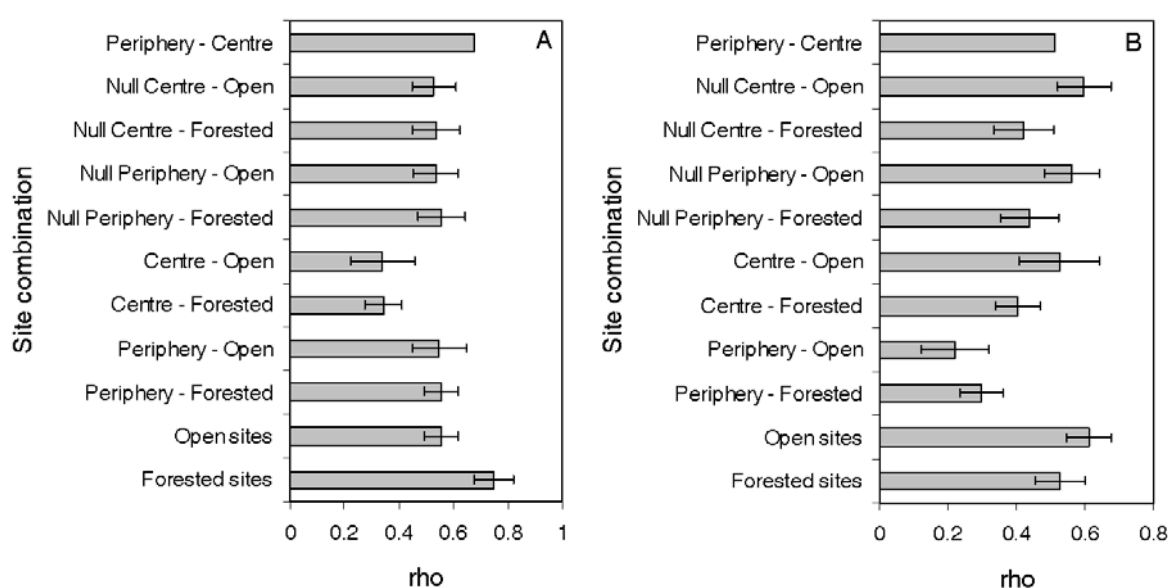 A
Site combination
Periphery - Centre
Null Centre - Open
Null Centre - Forested
Null Periphery - Open
Null Periphery - Forested
Centre - Open
Centre - Forested
Periphery - Open
Periphery - Forested
Open sites
Forested sites
0 0.2 0.4 0.6 0.8 1
rho
B
Site combination
Periphery - Centre
Null Centre - Open
Null Centre - Forested
Null Periphery - Open
Null Periphery - Forested
Centre - Open
Centre - Forested
Periphery - Open
Periphery - Forested
Open sites
Forested sites
0 0.2 0.4 0.6 0.8
rho